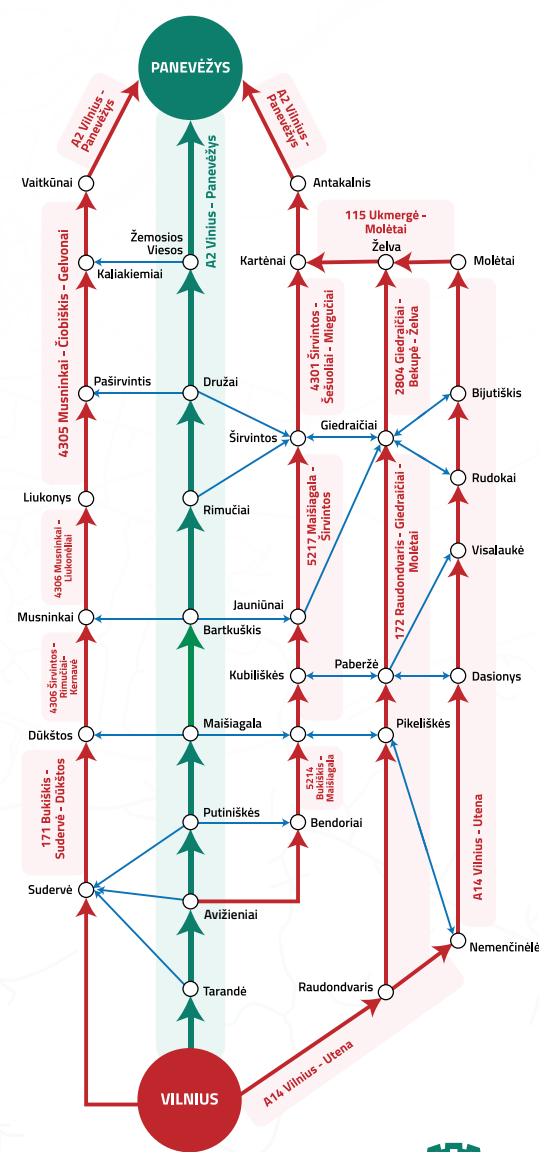 PANEVĖŽYS
A2 Vilnius -
Panevėžys
A2 Vilnius -
Panevėžys
A2 Vinius - Panevėžys
Vaitkūnai
Antakalnis
115 Ukmergė -
Molėtai
Žemosios
Viesos
Kaliakiemiai
Kartėnai
Želva
Molėtai
4305 Musninkai - Čiobiškis - Gelvonai
4301 Širvintos -
Šešuoliai - Miegučiai
2804 Giedraičiai -
Bekupė - Želva
Paširvintis
Družai
Bijutiškis
Širvintos
Giedraičiai
Rudokai
Liukonys
Rimučiai
5217 Maišiagala -
Širvintos
172 Raudondvaris - Giedraičiai -
Molėtai
Visalaukė
4306 Musninkai -
Liukonėliai
Musninkai
Bartkuškis
Jauniūnai
4306 Širvintos -
Rimučiai-
Kernavė
Kubiliškės
Paberžė
Dasionys
Dūkštos
Maišiagala
Pikeliškės
171 Bukiškis -
Sudervė - Dūkštos
5214
Bukiškis -
Maišiagala
A14 Vilnius - Utena
Putiniškės
Bendoriai
Sudervė
Avižieniai
Nemenčinėlė
Tarandė
Raudondvaris
VILNIUS
A14 Vilnius - Utena